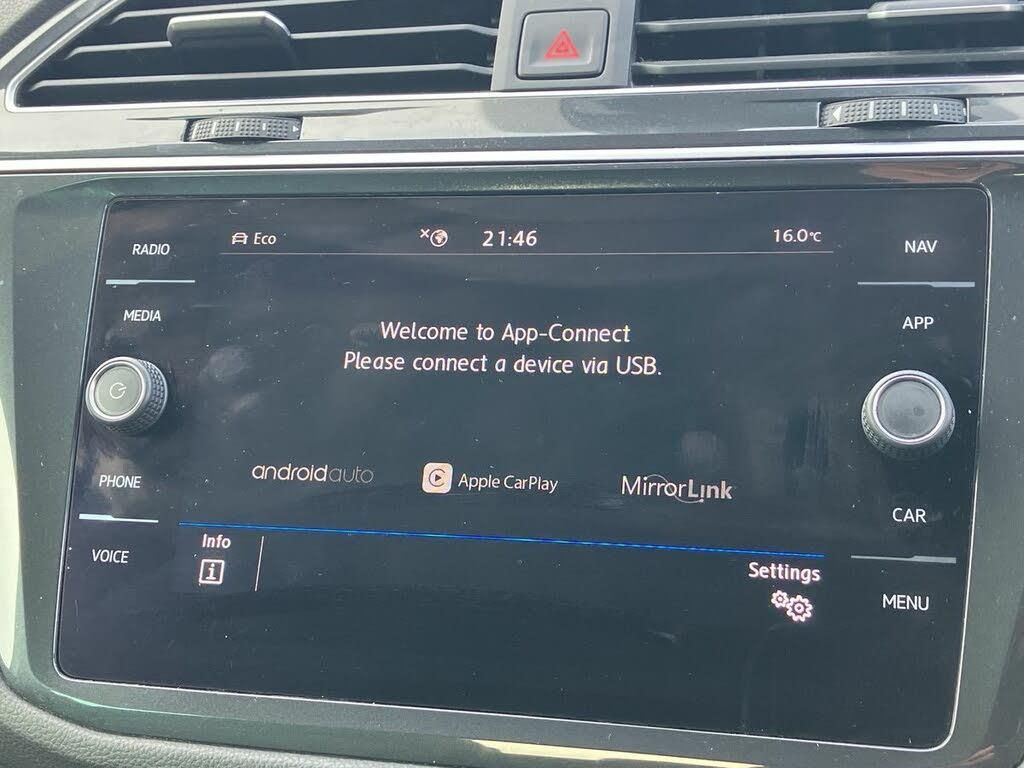 RADIO
MEDIA
PHONE
VOICE
Eco
21:46
16.0°C
Welcome to App-Connect
Please connect a device via USB.
androidauto
Apple CarPlay
MirrorLink
Info
Settings
NAV
APP
CAR
MENU